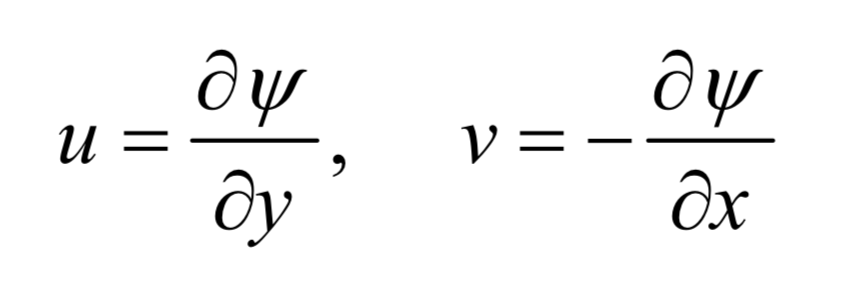 u = ∂ψ/∂y, v = −∂ψ/∂x